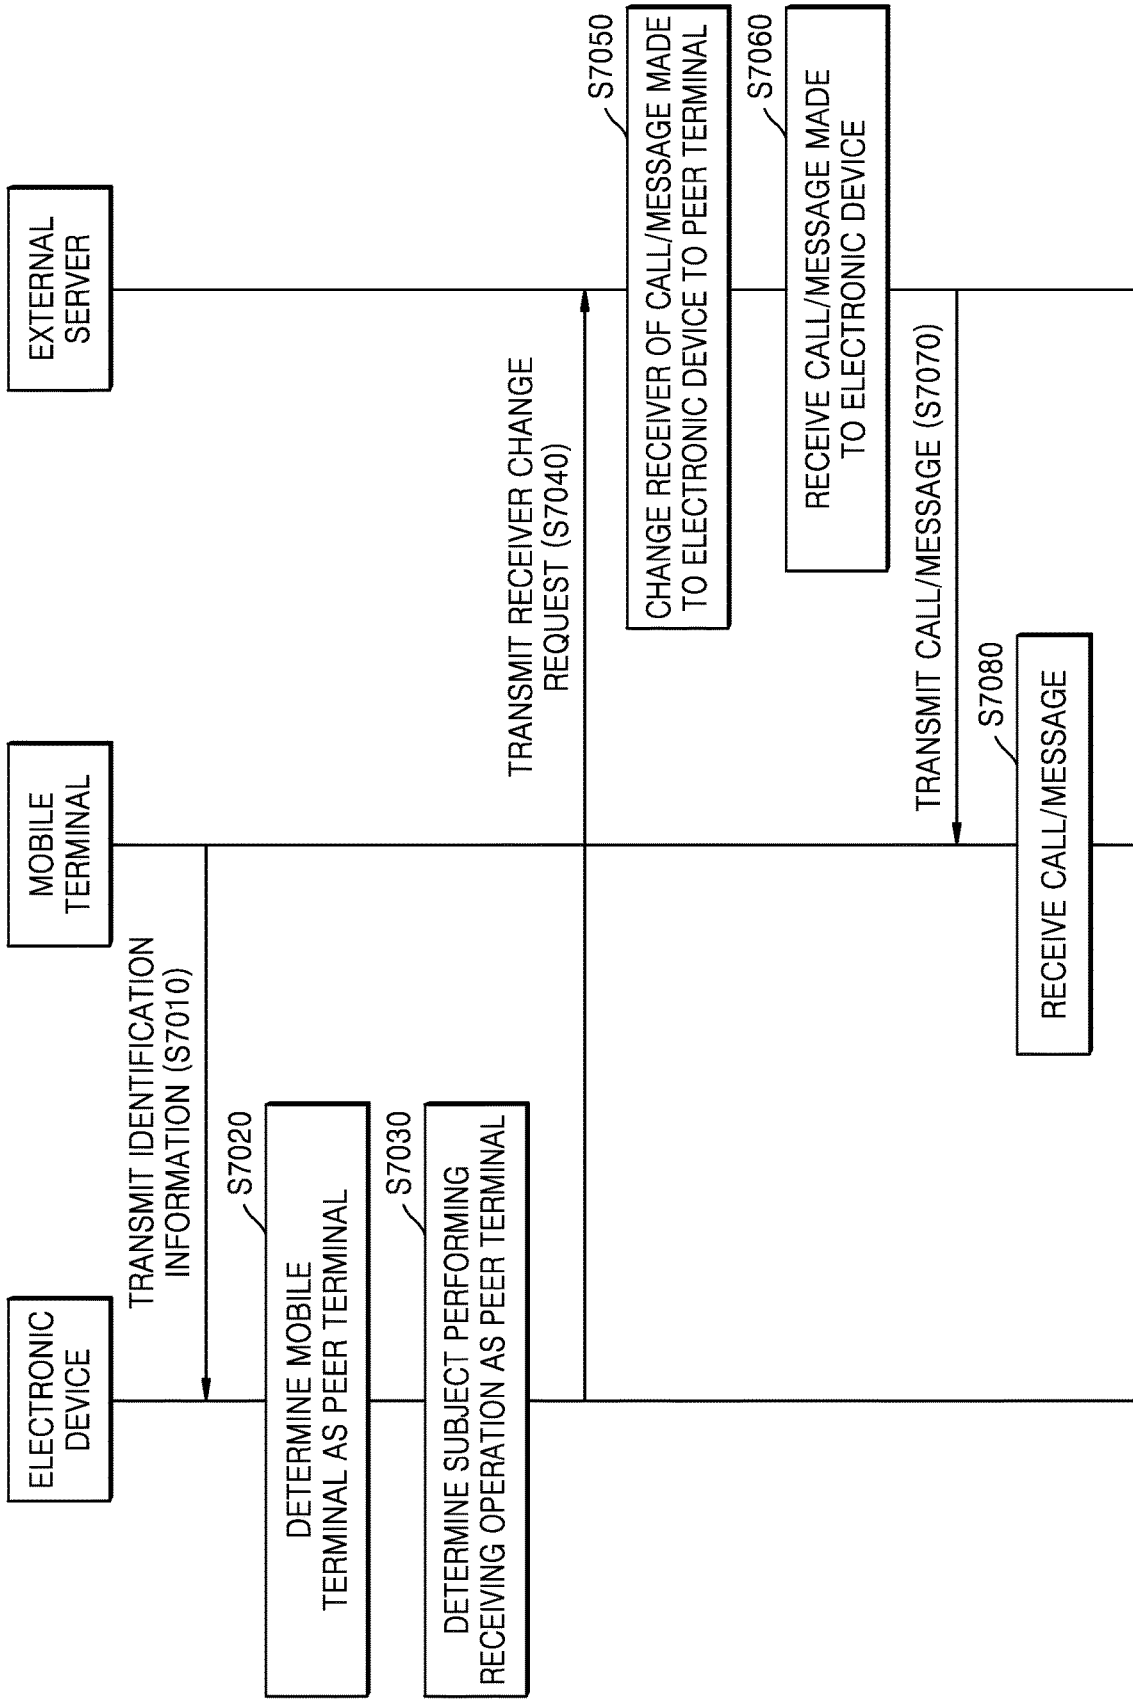 ELECTRONIC
DEVICE
MOBILE
TERMINAL
EXTERNAL
SERVER
TRANSMIT IDENTIFICATION
INFORMATION (S7010)
S7020
DETERMINE MOBILE
TERMINAL AS PEER TERMINAL
S7030
DETERMINE SUBJECT PERFORMING
RECEIVING OPERATION AS PEER TERMINAL
TRANSMIT RECEIVER CHANGE
REQUEST (S7040)
S7050
CHANGE RECEIVER OF CALL/MESSAGE MADE
TO ELECTRONIC DEVICE TO PEER TERMINAL
S7060
RECEIVE CALL/MESSAGE MADE
TO ELECTRONIC DEVICE
TRANSMIT CALL/MESSAGE (S7070)
S7080
RECEIVE CALL/MESSAGE